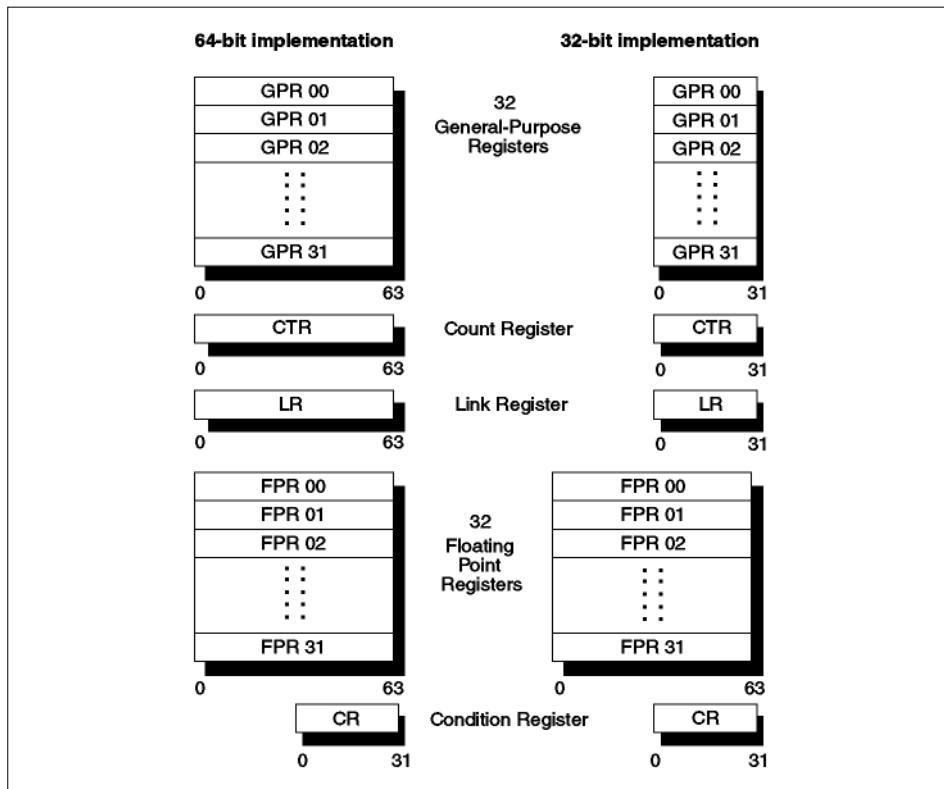 64-bit implementation
32-bit implementation
GPR 00
GPR 01
GPR 02
GPR 31
0 63
32
General-Purpose
Registers
GPR 00
GPR 01
GPR 02
GPR 31
0 31
CTR
0 63
Count Register
CTR
0 31
LR
0 63
Link Register
LR
0 31
FPR 00
FPR 01
FPR 02
FPR 31
0 63
32
Floating
Point
Registers
FPR 00
FPR 01
FPR 02
FPR 31
0 63
CR
0 31
Condition Register
CR
0 31